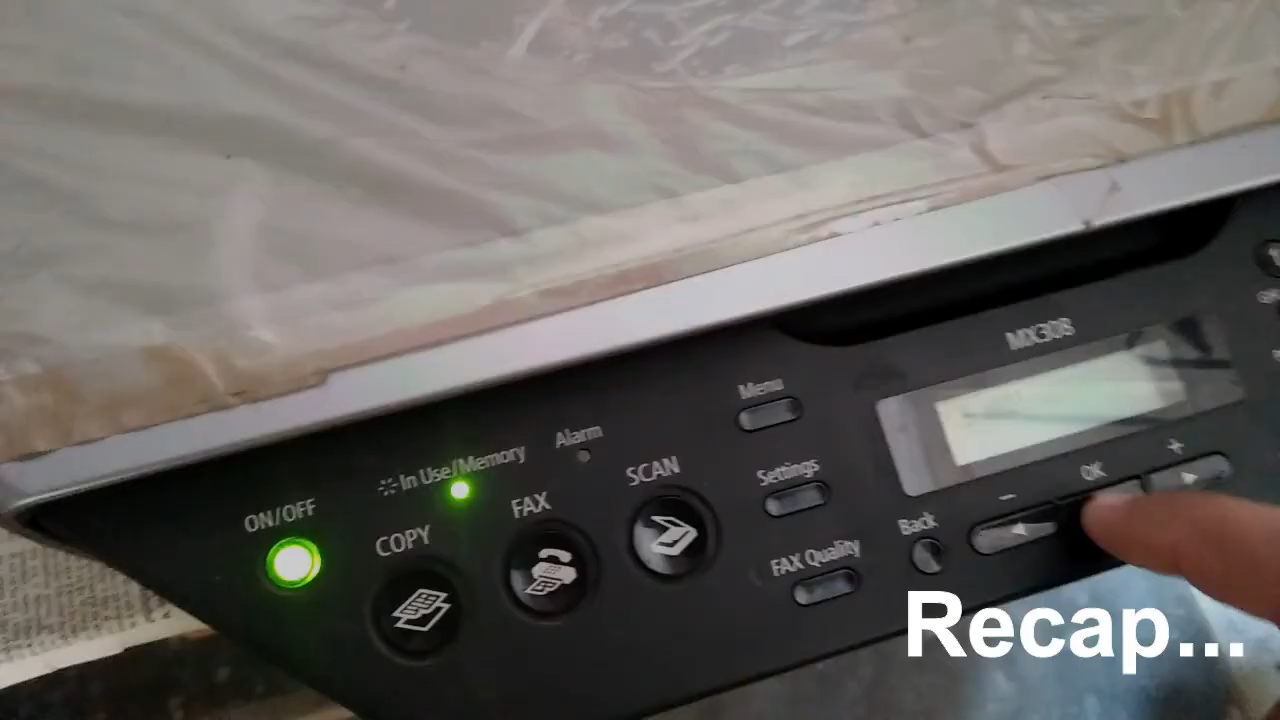 MX308
Menu
In Use/Memory
Alarm
ON/OFF
COPY
FAX
SCAN
Settings
FAX Quality
Back
-
OK
+
Recap...